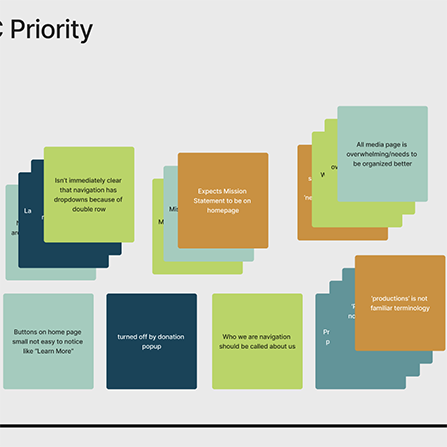 Priority
Isn't immediately clear
that navigation has
dropdowns because of
double row
La
Expects Mission
Statement to be on
homepage
Mis
M
All media page is
overwhelming/needs to
be organized better
ov
W
s
'ne
Buttons on home page
small not easy to notice
like "Learn More"
turned off by donation
popup
Who we are navigation
should be called about us
'productions' is not
familiar terminology
'P
no
Pr
p